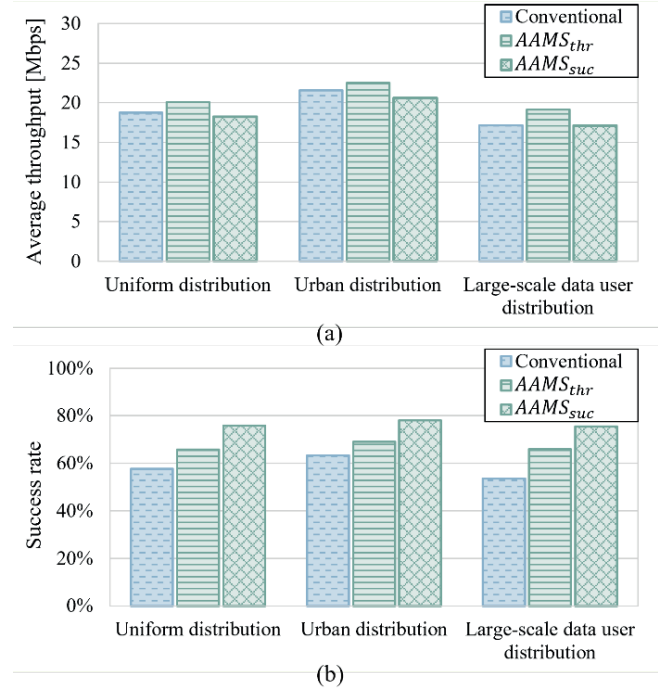 Average throughput [Mbps]
30
25
20
15
10
5
0
Conventional
AAMS_thr
AAMS_suc
Uniform distribution
Urban distribution
Large-scale data user
distribution
(a)
Success rate
100%
80%
60%
40%
20%
0%
Conventional
AAMS_thr
AAMS_suc
Uniform distribution
Urban distribution
Large-scale data user
distribution
(b)